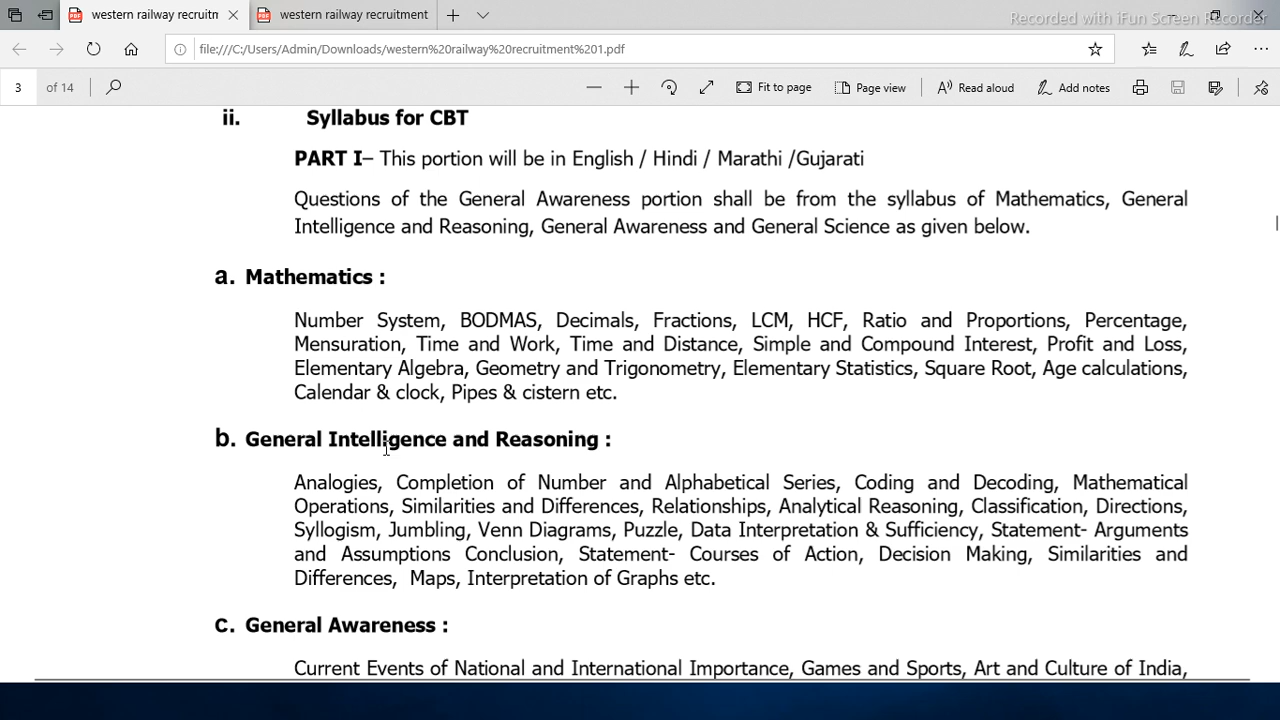 western railway recruitm
western railway recruitment
Recorded with iFun Screen Recorder
file:///C:/Users/Admin/Downloads/western%20railway%20recruitment%201.pdf
3 of 14
Fit to page
Page view
Read aloud
Add notes
ii. Syllabus for CBT
PART I– This portion will be in English / Hindi / Marathi /Gujarati
Questions of the General Awareness portion shall be from the syllabus of Mathematics, General
Intelligence and Reasoning, General Awareness and General Science as given below.
a. Mathematics :
Number System, BODMAS, Decimals, Fractions, LCM, HCF, Ratio and Proportions, Percentage,
Mensuration, Time and Work, Time and Distance, Simple and Compound Interest, Profit and Loss,
Elementary Algebra, Geometry and Trigonometry, Elementary Statistics, Square Root, Age calculations,
Calendar & clock, Pipes & cistern etc.
b. General Intelligence and Reasoning :
Analogies, Completion of Number and Alphabetical Series, Coding and Decoding, Mathematical
Operations, Similarities and Differences, Relationships, Analytical Reasoning, Classification, Directions,
Syllogism, Jumbling, Venn Diagrams, Puzzle, Data Interpretation & Sufficiency, Statement- Arguments
and Assumptions Conclusion, Statement- Courses of Action, Decision Making, Similarities and
Differences, Maps, Interpretation of Graphs etc.
c. General Awareness :
Current Events of National and International Importance, Games and Sports, Art and Culture of India,